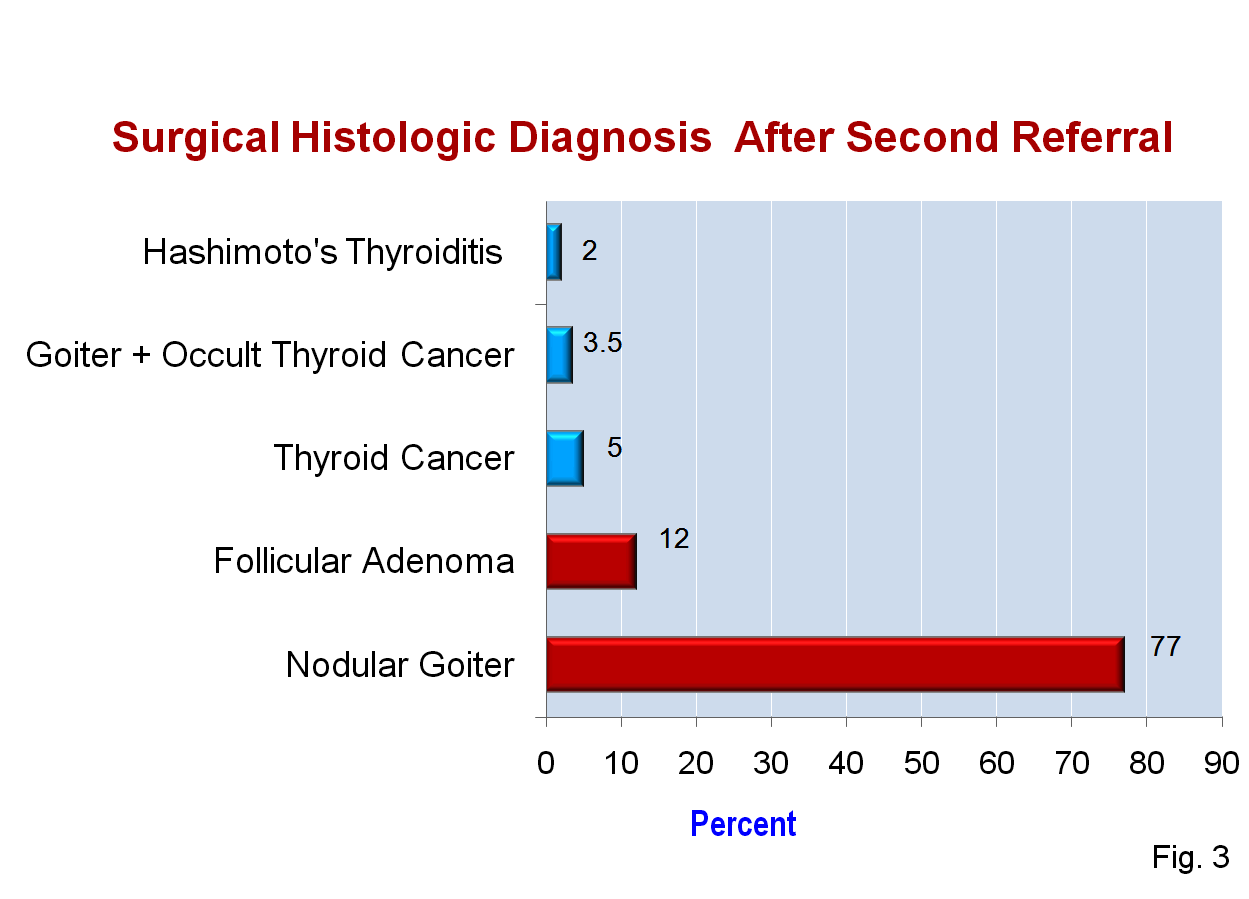 Surgical Histologic Diagnosis After Second Referral
Hashimoto's Thyroiditis 2
Goiter + Occult Thyroid Cancer 3.5
Thyroid Cancer 5
Follicular Adenoma 12
Nodular Goiter 77
0 10 20 30 40 50 60 70 80 90
Percent
Fig. 3